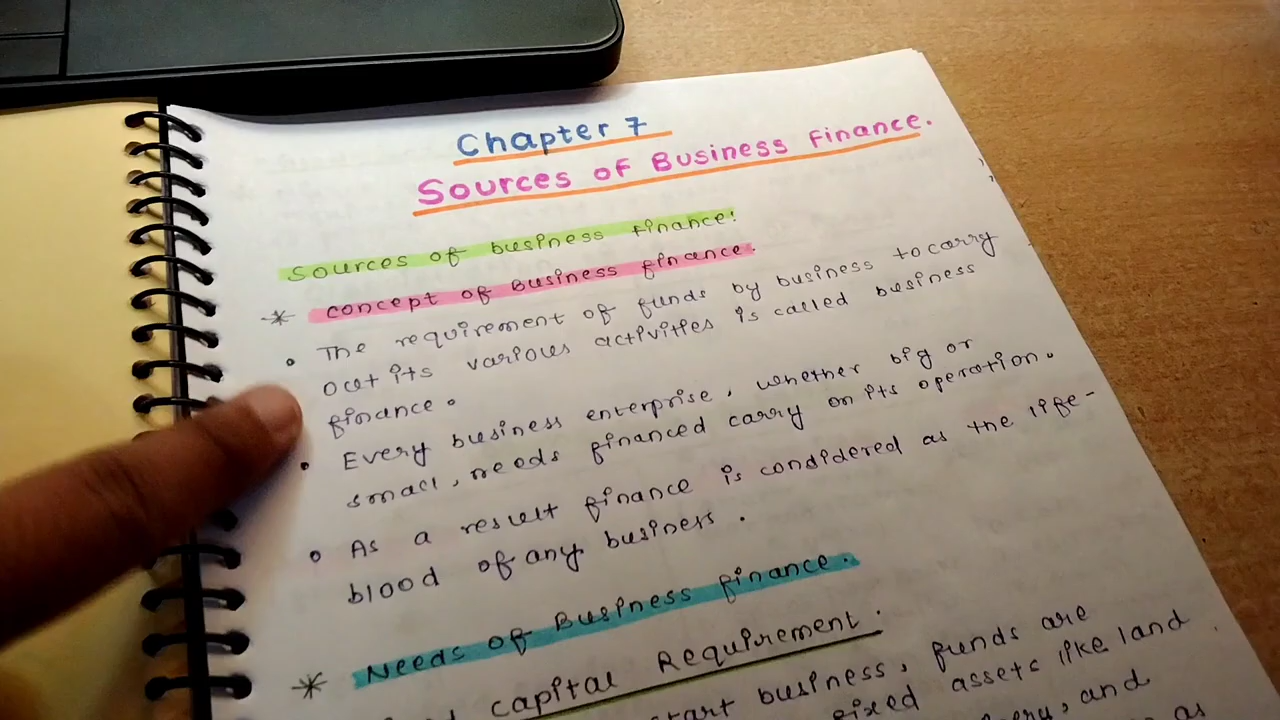 Chapter 7
Sources of Business Finance.
Sources of business finance:
* concept of Business finance.
• The requirement of funds by business to carry
out its various activities is called business
finance.
• Every business enterprise, whether big or
small, needs financed carry on its operation.
• As a result finance is condidered as the life-
blood of any business.
* Needs of Business finance.
capital Requirement.
start business, funds are
fixed assets like land
and
as